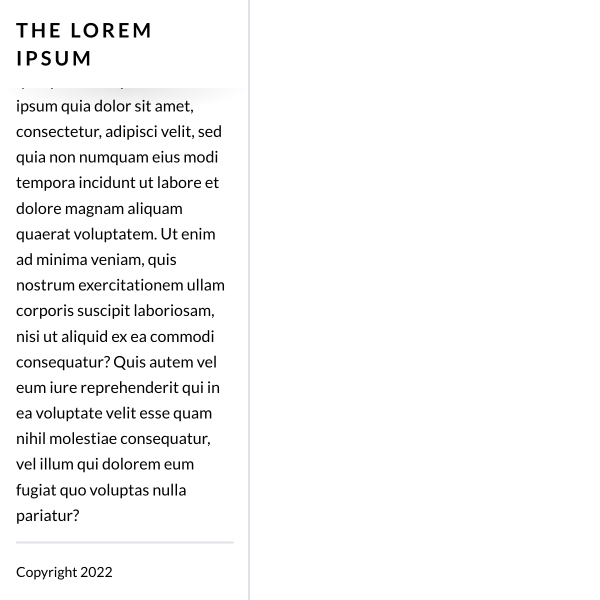 THE LOREM
IPSUM
ipsum quia dolor sit amet,
consectetur, adipisci velit, sed
quia non numquam eius modi
tempora incidunt ut labore et
dolore magnam aliquam
quaerat voluptatem. Ut enim
ad minima veniam, quis
nostrum exercitationem ullam
corporis suscipit laboriosam,
nisi ut aliquid ex ea commodi
consequatur? Quis autem vel
eum iure reprehenderit qui in
ea voluptate velit esse quam
nihil molestiae consequatur,
vel illum qui dolorem eum
fugiat quo voluptas nulla
pariatur?
Copyright 2022